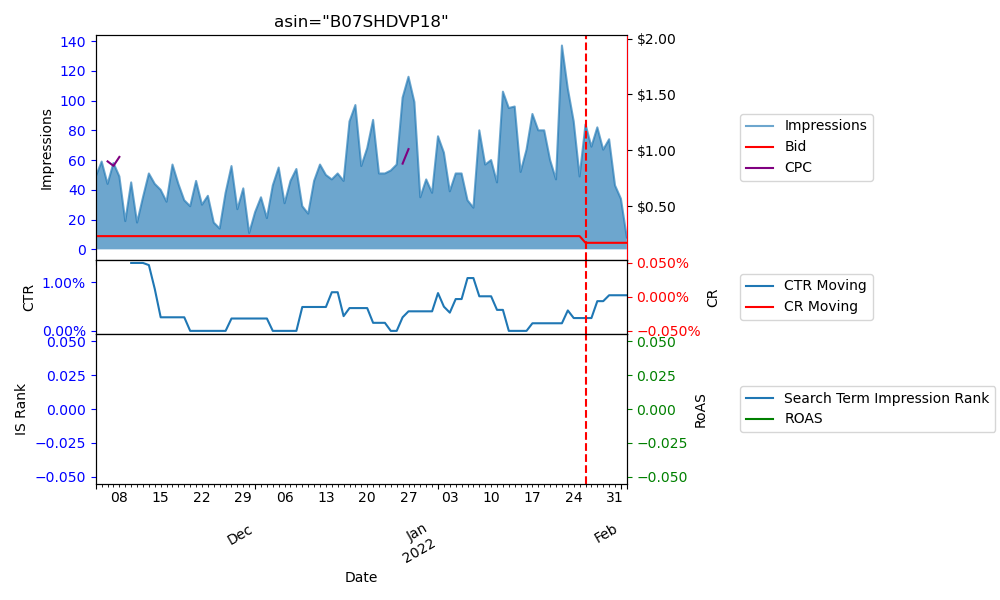 asin="B07SHDVP18"
Impressions
140
120
100
80
60
40
20
0
$2.00
$1.50
$1.00
$0.50
Impressions
Bid
CPC
CTR
1.00%
0.00%
0.050%
0.000%
−0.050%
CR
CTR Moving
CR Moving
IS Rank
0.050
0.025
0.000
−0.025
−0.050
0.050
0.025
0.000
−0.025
−0.050
RoAS
Search Term Impression Rank
ROAS
08 15 22 29 06 13 20 27 03 10 17 24 31
Dec
Jan
2022
Feb
Date